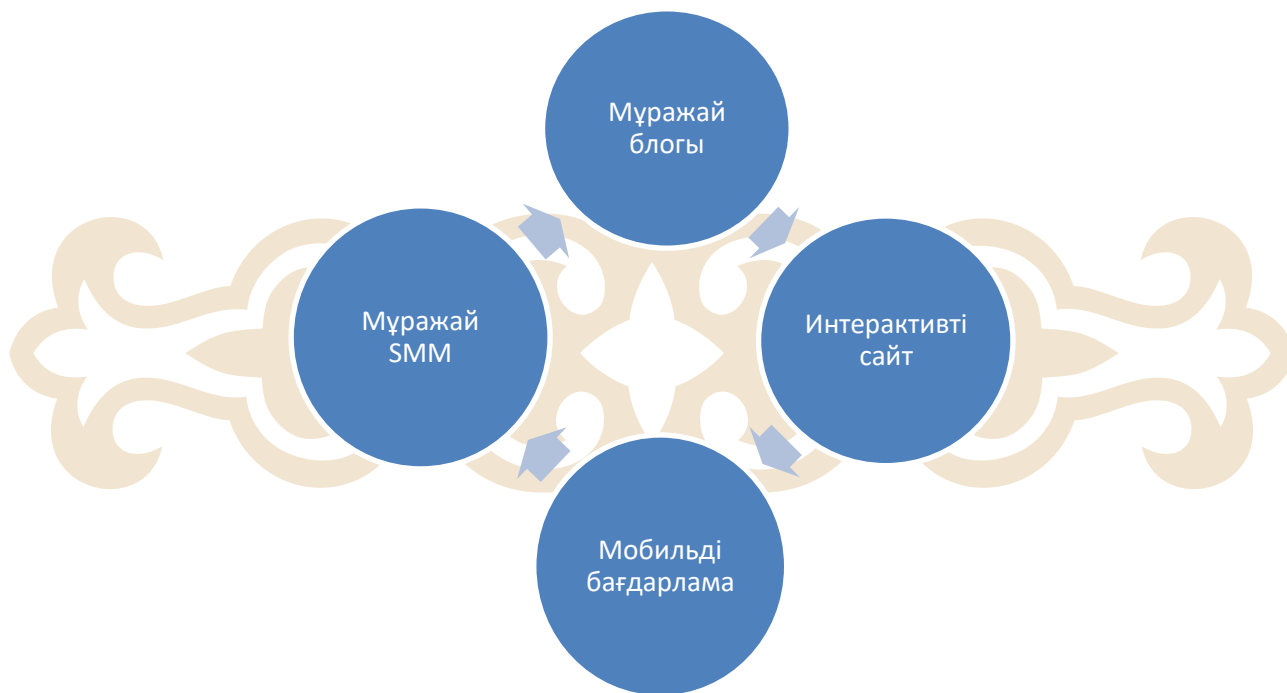 Мұражай
блогы
Мұражай
SMM
Интерактивті
сайт
Мобильді
бағдарлама